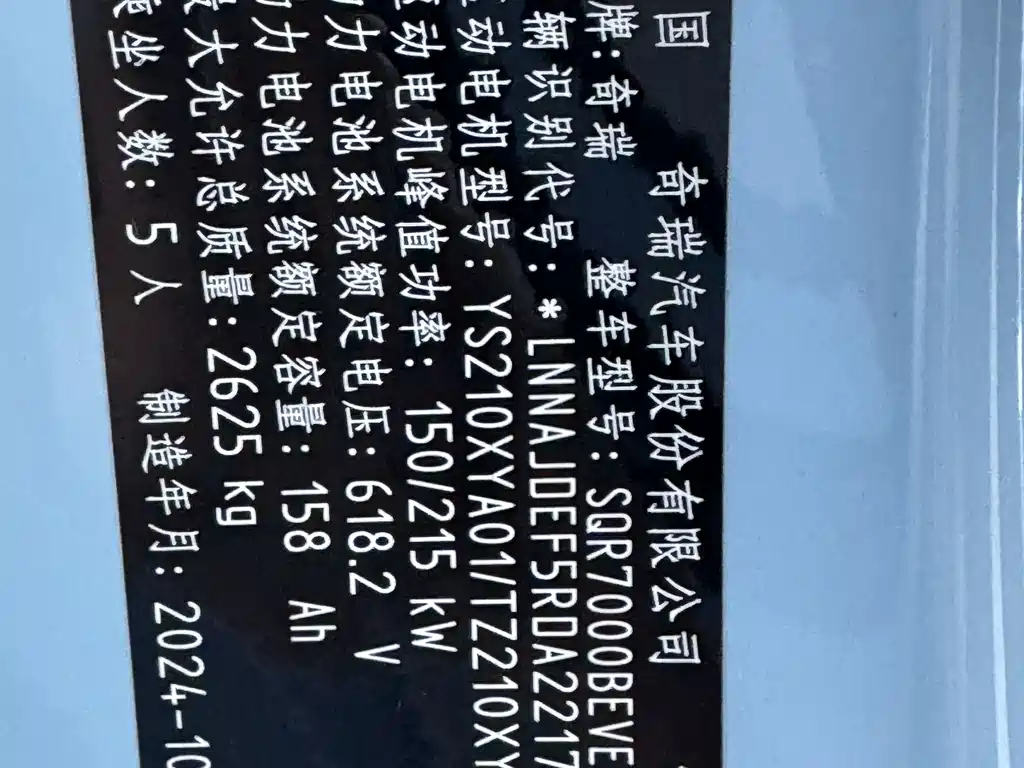 国 奇瑞汽车股份有限公司
牌:奇瑞 整车型号:SQR7000BEVE
辆识别代号:*LNNAJDEF5RDA2217
动电机型号:YS210XYA01/TZ210XY
动电机峰值功率:150/215 kW
力电池系统额定电压:618.2 V
力电池系统额定容量:158 Ah
大允许总质量:2625 kg
坐人数:5人 制造年月:2024-10